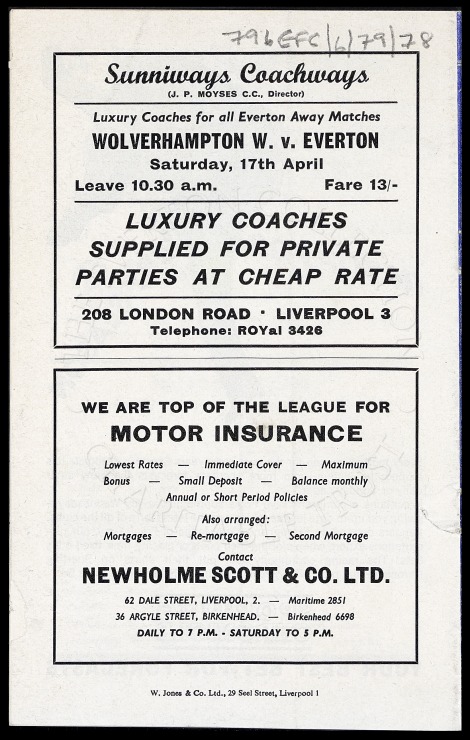 796EFC/6/79/78
Sunniways Coachways
(J. P. MOYSES C.C., Director)
Luxury Coaches for all Everton Away Matches
WOLVERHAMPTON W. v. EVERTON
Saturday, 17th April
Leave 10.30 a.m. Fare 13/-
LUXURY COACHES
SUPPLIED FOR PRIVATE
PARTIES AT CHEAP RATE
208 LONDON ROAD · LIVERPOOL 3
Telephone: ROYal 3426
WE ARE TOP OF THE LEAGUE FOR
MOTOR INSURANCE
Lowest Rates — Immediate Cover — Maximum
Bonus — Small Deposit — Balance monthly
Annual or Short Period Policies
Also arranged:
Mortgages — Re-mortgage — Second Mortgage
Contact
NEWHOLME SCOTT & CO. LTD.
62 DALE STREET, LIVERPOOL, 2. — Maritime 2851
36 ARGYLE STREET, BIRKENHEAD. — Birkenhead 6698
DAILY TO 7 P.M. - SATURDAY TO 5 P.M.
W. Jones & Co. Ltd., 29 Seel Street, Liverpool 1